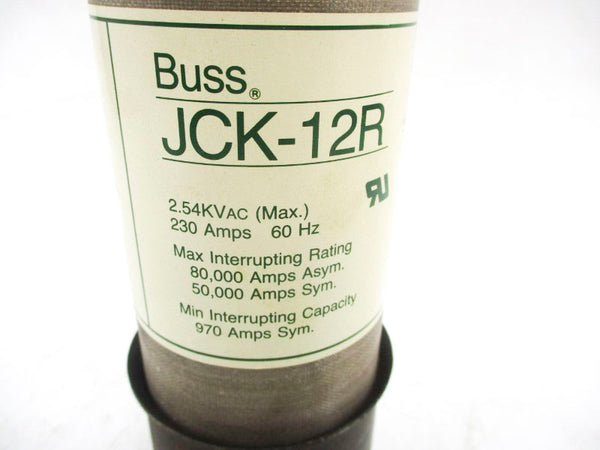 Buss®
JCK-12R
2.54KVAC (Max.)
230 Amps 60 Hz
Max Interrupting Rating
80,000 Amps Asym.
50,000 Amps Sym.
Min Interrupting Capacity
970 Amps Sym.